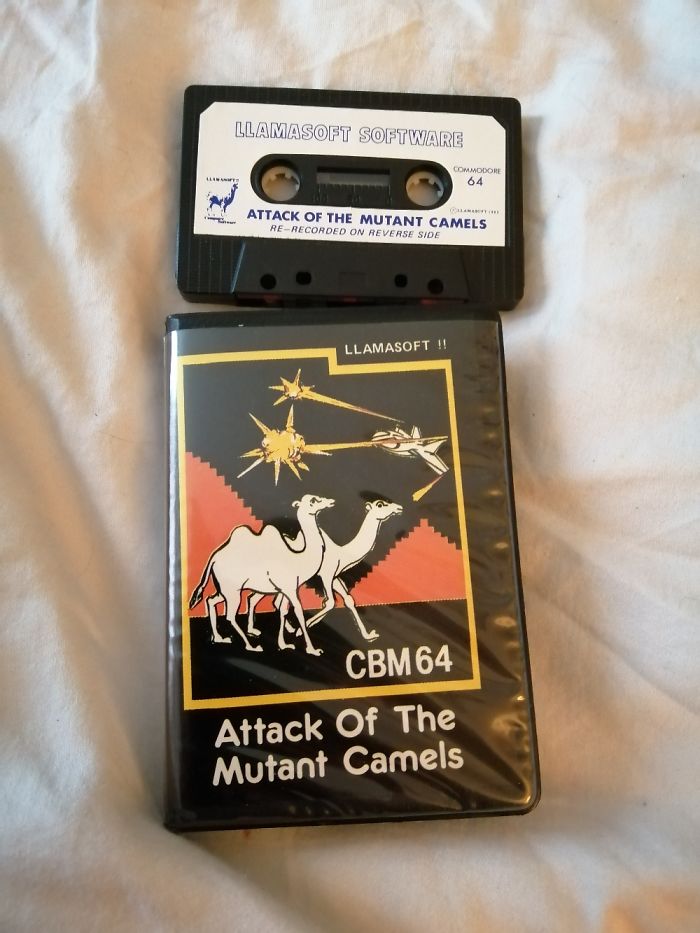 LLAMASOFT SOFTWARE
COMMODORE
64
LLAMASOFT!!
ATTACK OF THE MUTANT CAMELS
RE-RECORDED ON REVERSE SIDE
LLAMASOFT !!
CBM64
Attack Of The
Mutant Camels